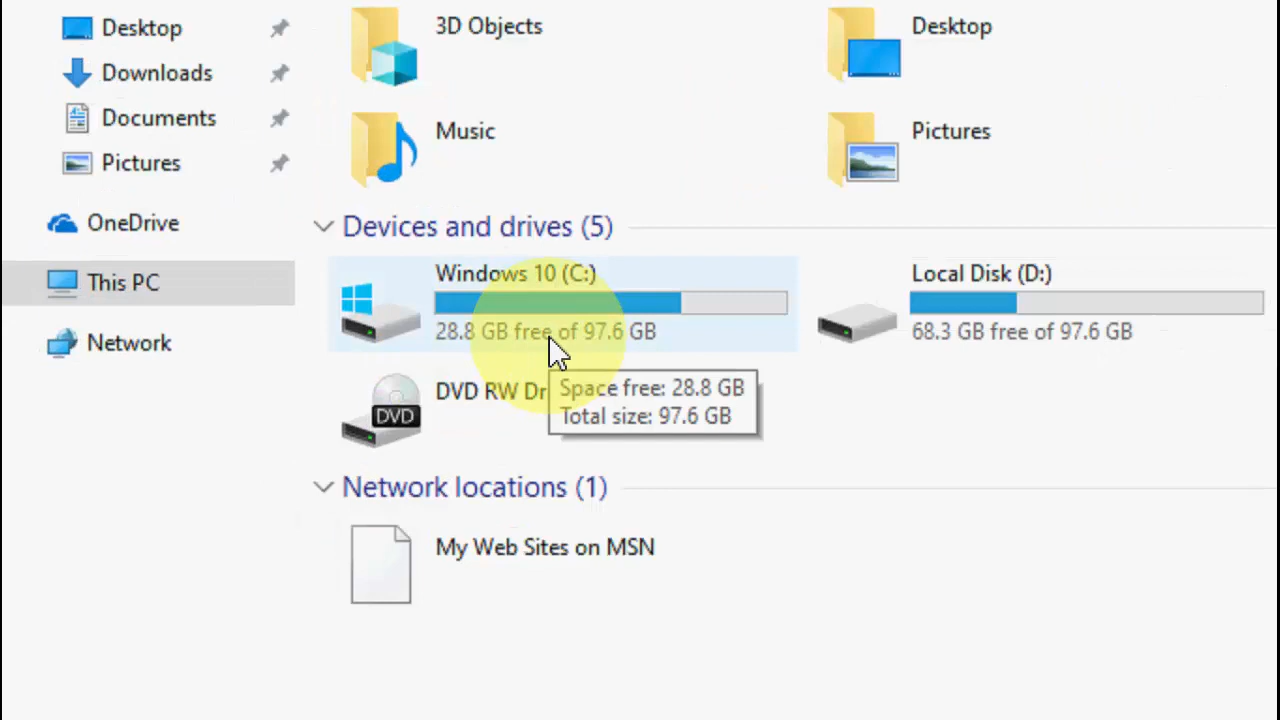 Desktop
Downloads
Documents
Pictures
OneDrive
This PC
Network
3D Objects
Desktop
Music
Pictures
Devices and drives (5)
Windows 10 (C:)
28.8 GB free of 97.6 GB
Local Disk (D:)
68.3 GB free of 97.6 GB
DVD RW Dr
DVD
Space free: 28.8 GB
Total size: 97.6 GB
Network locations (1)
My Web Sites on MSN